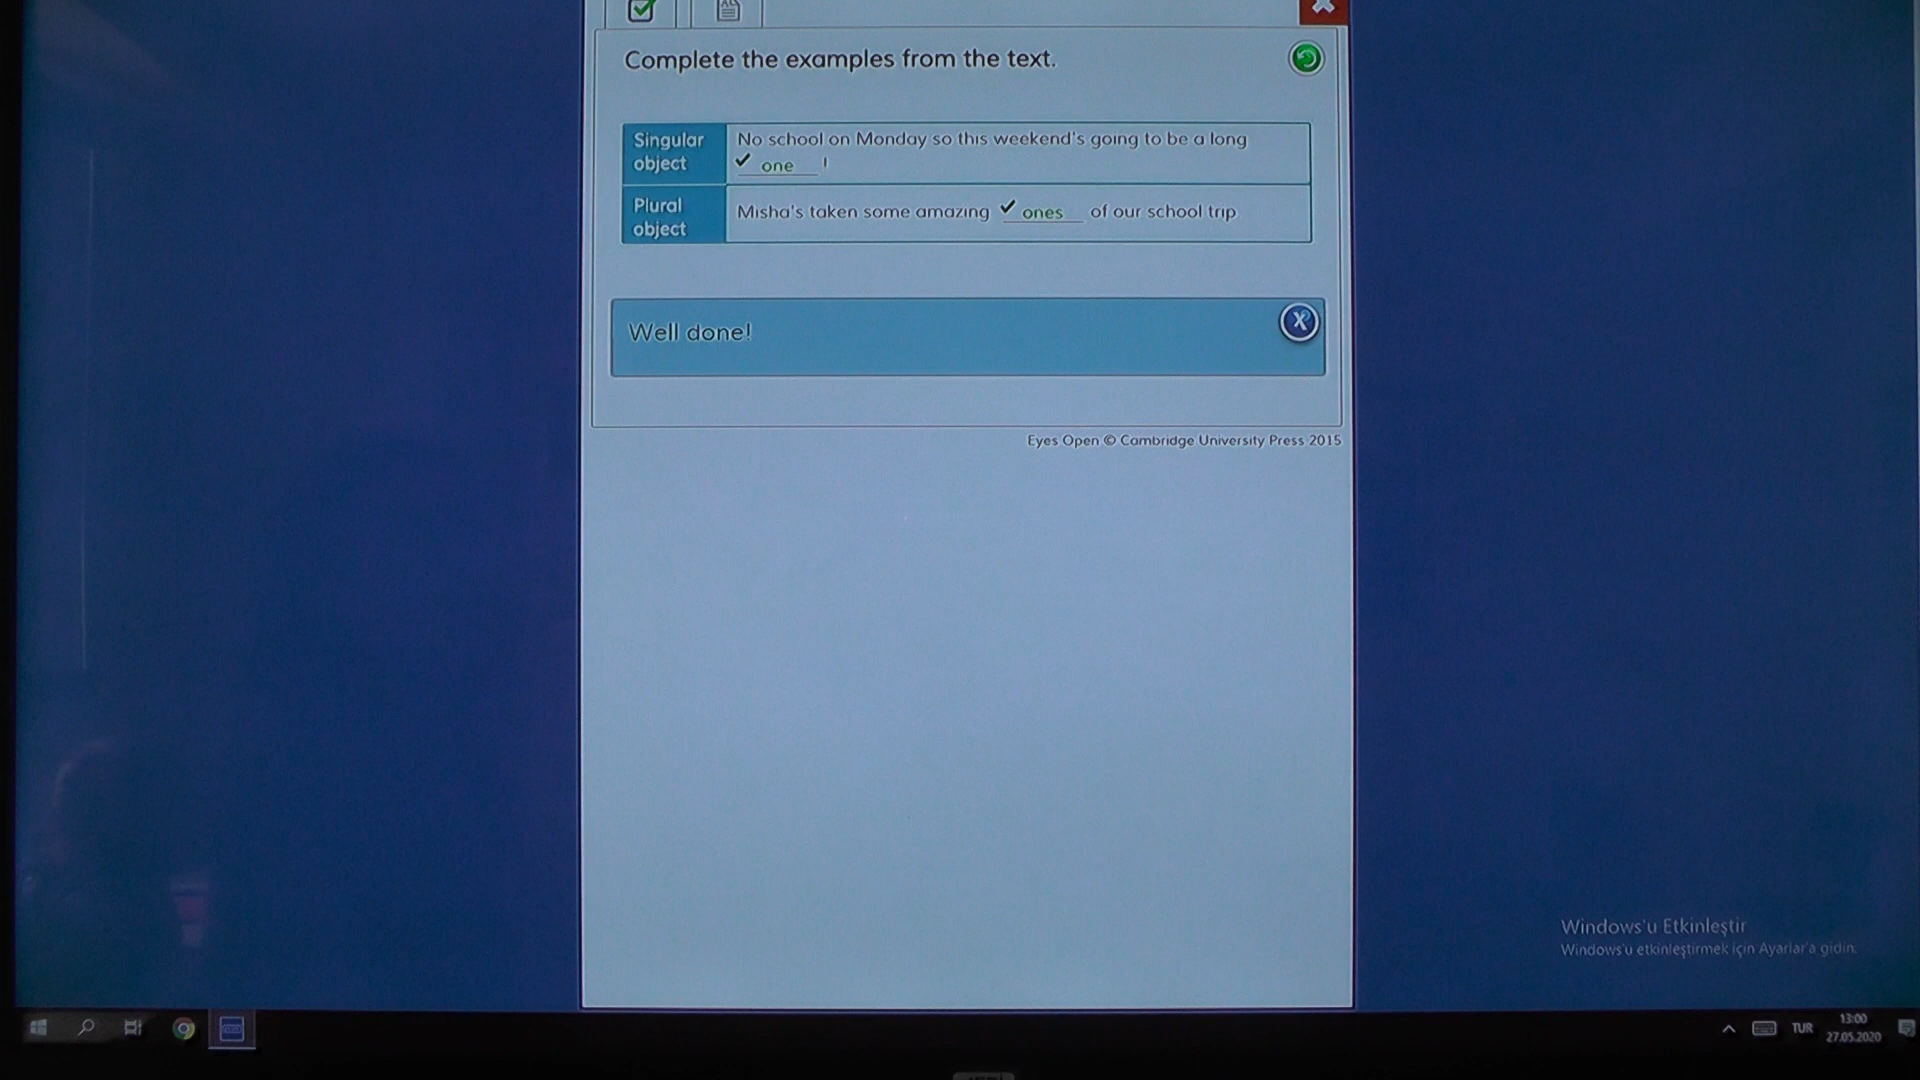 Complete the examples from the text.
Singular
object
No school on Monday so this weekend's going to be a long
one !
Plural
object
Misha's taken some amazing ones of our school trip
Well done!
Eyes Open © Cambridge University Press 2015
Windows'u Etkinleştir
Windows'u etkinleştirmek için Ayarlar'a gidin.
TUR
13:00
27.05.2020